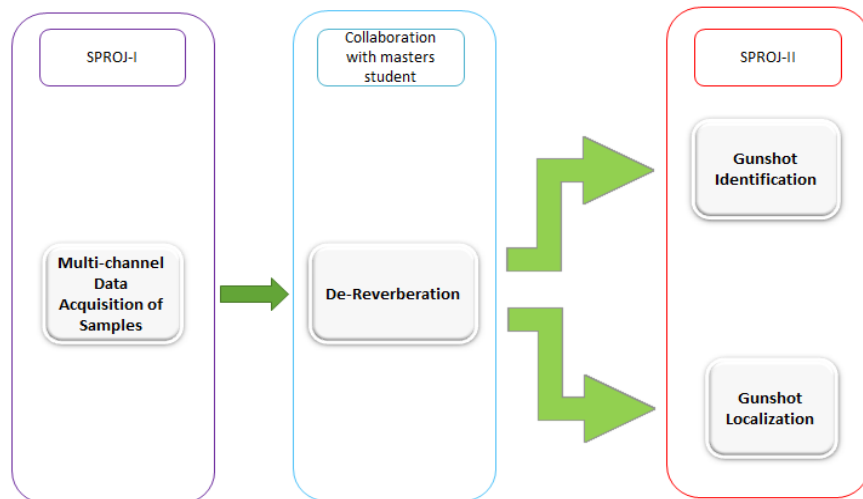 SPROJ-I
Collaboration
with masters
student
SPROJ-II
Multi-channel
Data
Acquisition of
Samples
De-Reverberation
Gunshot
Identification
Gunshot
Localization